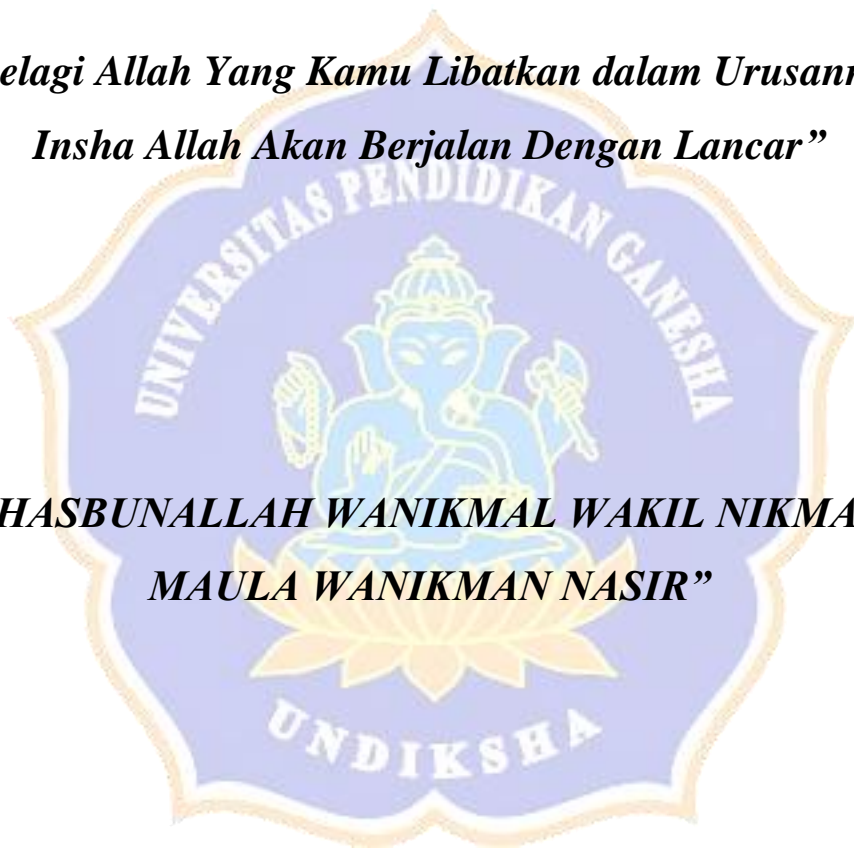 elagi Allah Yang Kamu Libatkan dalam Urusann
Insha Allah Akan Berjalan Dengan Lancar”
UNIVERSITAS PENDIDIKAN GANESHA
HASBUNALLAH WANIKMAL WAKIL NIKMA
MAULA WANIKMAN NASIR”
UNDIKSHA